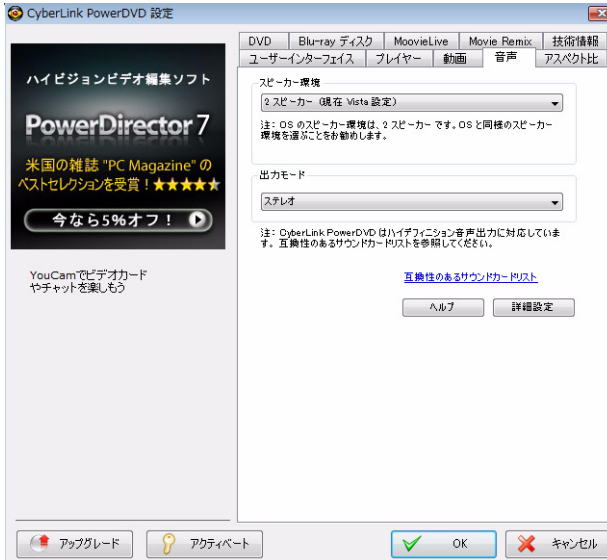 CyberLink PowerDVD 設定
ハイビジョンビデオ編集ソフト
PowerDirector 7
米国の雑誌 "PC Magazine" の
ベストセレクションを受賞！★★★★★
今なら5%オフ！
YouCamでビデオカード
やチャットを楽しもう
DVD Blu-ray ディスク MoovieLive Movie Remix 技術情報
ユーザーインターフェイス プレイヤー 動画 音声 アスペクト比
スピーカー環境
2 スピーカー (現在 Vista 設定)
注： OS のスピーカー環境は、2 スピーカー です。OS と同様のスピーカー
環境を選ぶことをお勧めします。
出力モード
ステレオ
注： CyberLink PowerDVD はハイデフィニション音声出力に対応していま
す。互換性のあるサウンドカードリストを参照してください。
互換性のあるサウンドカードリスト
ヘルプ 詳細設定
アップグレード アクティベート OK キャンセル